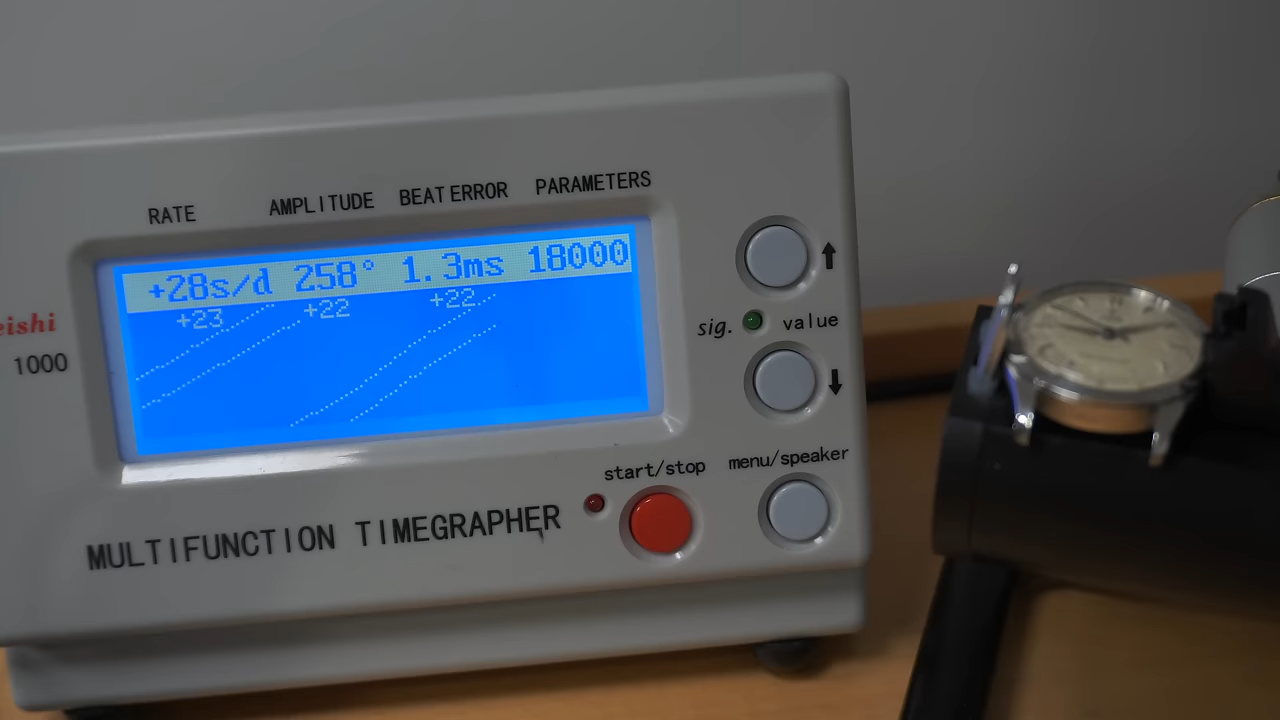 RATE AMPLITUDE BEAT ERROR PARAMETERS
+28s/d 258° 1.3ms 18000
+23 +22 +22
eishi
1000
sig. value
start/stop menu/speaker
MULTIFUNCTION TIMEGRAPHER